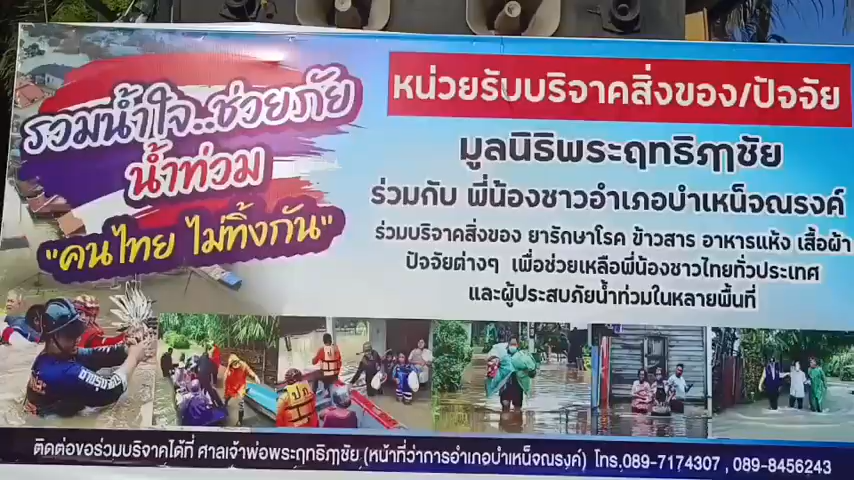 รวมน้ำใจ..ช่วยภัย
น้ำท่วม
"คนไทย ไม่ทิ้งกัน"
หน่วยรับบริจาคสิ่งของ/ปัจจัย
มูลนิธิพระฤทธิฦๅชัย
ร่วมกับ พี่น้องชาวอำเภอบำเหน็จณรงค์
ร่วมบริจาคสิ่งของ ยารักษาโรค ข้าวสาร อาหารแห้ง เสื้อผ้า
ปัจจัยต่างๆ เพื่อช่วยเหลือพี่น้องชาวไทยทั่วประเทศ
และผู้ประสบภัยน้ำท่วมในหลายพื้นที่
ติดต่อขอร่วมบริจาคได้ที่ ศาลเจ้าพ่อพระฤทธิฦๅชัย (หน้าที่ว่าการอำเภอบำเหน็จณรงค์) โทร.089-7174307 , 089-8456243